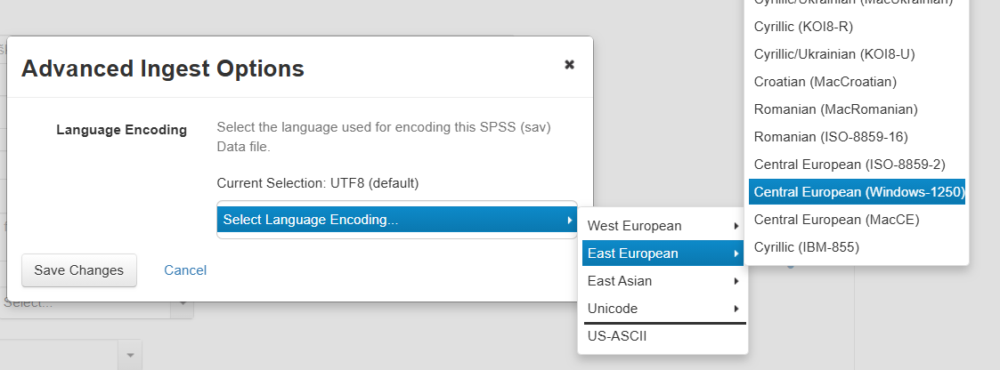 Advanced Ingest Options
Language Encoding
Select the language used for encoding this SPSS (sav)
Data file.
Current Selection: UTF8 (default)
Select Language Encoding...
Save Changes
Cancel
Select...
West European
East European
East Asian
Unicode
US-ASCII
Cyrillic/Ukrainian (MacUkrainian)
Cyrillic (KOI8-R)
Cyrillic/Ukrainian (KOI8-U)
Croatian (MacCroatian)
Romanian (MacRomanian)
Romanian (ISO-8859-16)
Central European (ISO-8859-2)
Central European (Windows-1250)
Central European (MacCE)
Cyrillic (IBM-855)